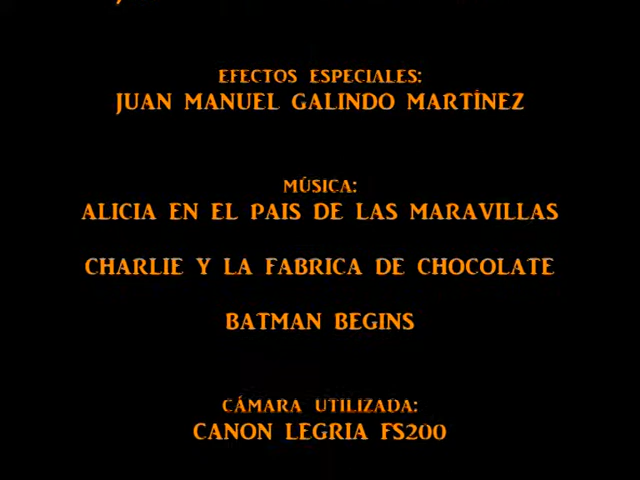 EFECTOS ESPECIALES:
JUAN MANUEL GALINDO MARTÍNEZ
MÚSICA:
ALICIA EN EL PAIS DE LAS MARAVILLAS
CHARLIE Y LA FABRICA DE CHOCOLATE
BATMAN BEGINS
CÁMARA UTILIZADA:
CANON LEGRIA FS200